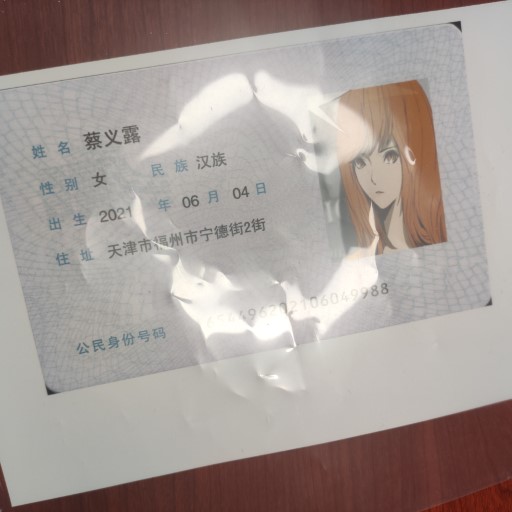 姓名 蔡义露
性别 女 民族 汉族
出生 2021 年 06 月 04 日
住址 天津市福州市宁德街2街
公民身份号码
202106049988